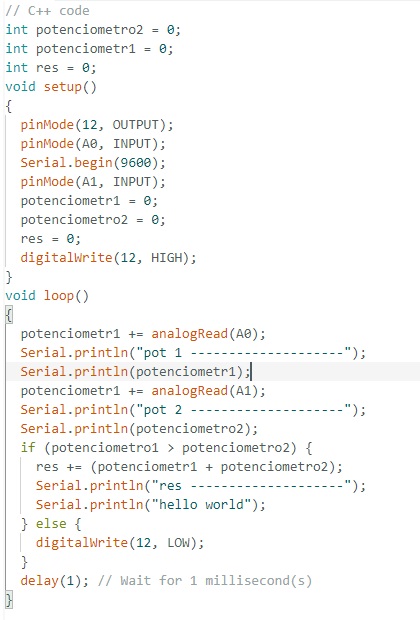 // C++ code
int potenciometro2 = 0;
int potenciometr1 = 0;
int res = 0;
void setup()
{
  pinMode(12, OUTPUT);
  pinMode(A0, INPUT);
  Serial.begin(9600);
  pinMode(A1, INPUT);
  potenciometr1 = 0;
  potenciometro2 = 0;
  res = 0;
  digitalWrite(12, HIGH);
}
void loop()
{
  potenciometr1 += analogRead(A0);
  Serial.println("pot 1 --------------------");
  Serial.println(potenciometr1);
  potenciometr1 += analogRead(A1);
  Serial.println("pot 2 --------------------");
  Serial.println(potenciometro2);
  if (potenciometro1 > potenciometro2) {
    res += (potenciometr1 + potenciometro2);
    Serial.println("res --------------------");
    Serial.println("hello world");
  } else {
    digitalWrite(12, LOW);
  }
  delay(1); // Wait for 1 millisecond(s)
}